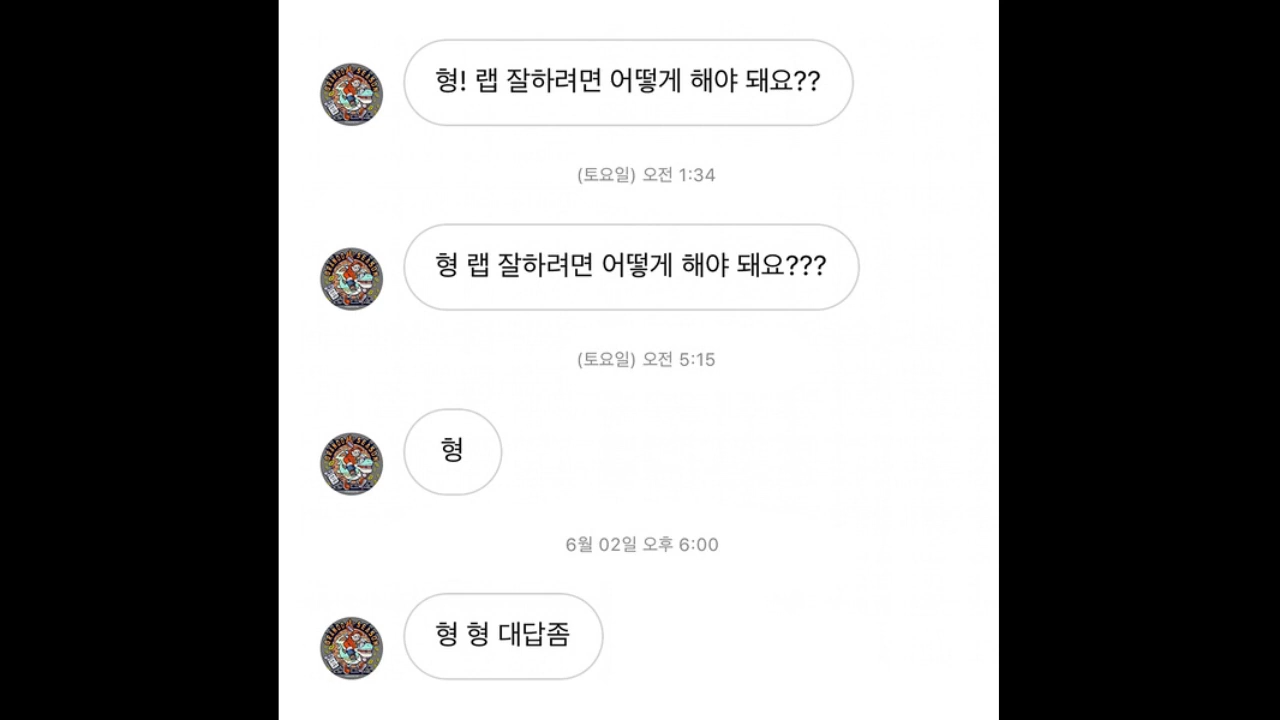 형! 랩 잘하려면 어떻게 해야 돼요??
(토요일) 오전 1:34
형 랩 잘하려면 어떻게 해야 돼요???
(토요일) 오전 5:15
형
6월 02일 오후 6:00
형 형 대답좀